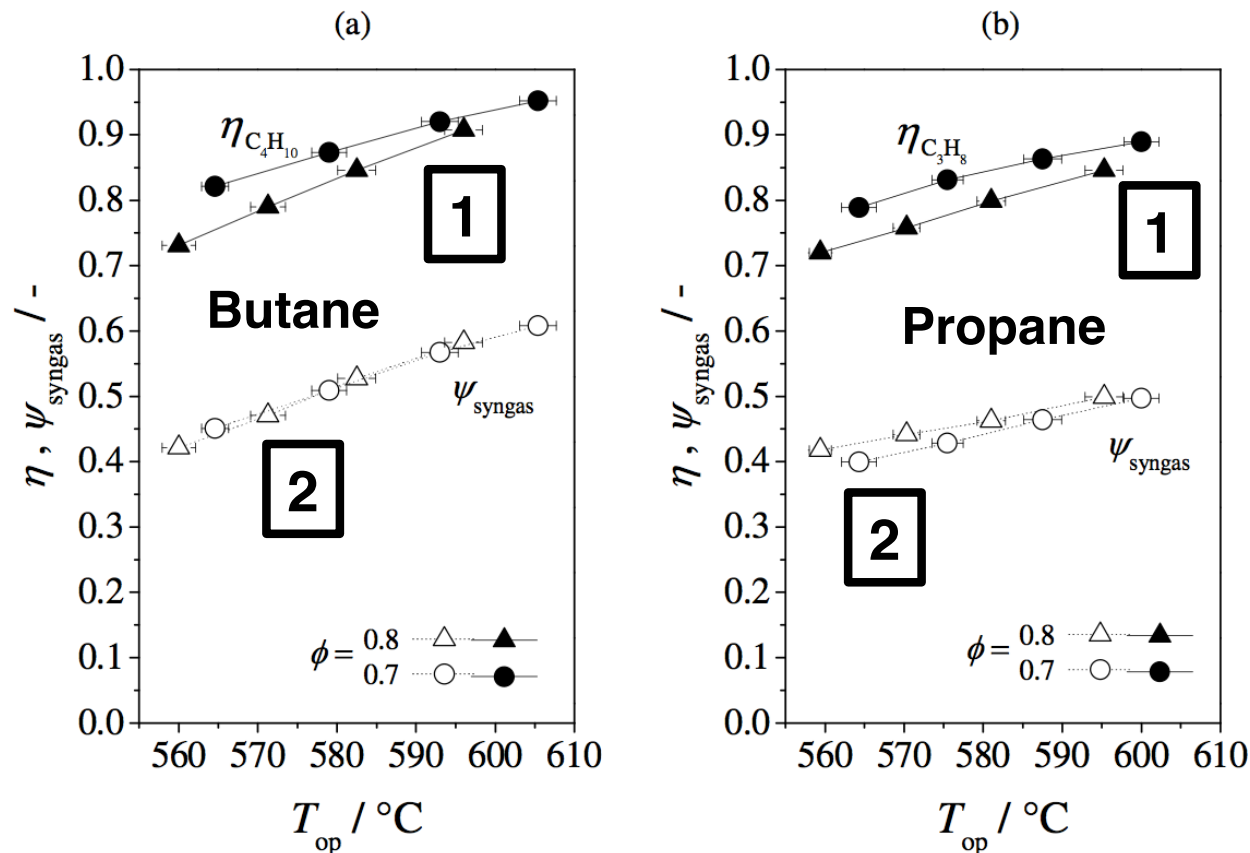 (a)
1.0
0.9
0.8
0.7
0.6
0.5
0.4
0.3
0.2
0.1
0.0
η , ψsyngas / -
ηC4H10
1
Butane
ψsyngas
2
ϕ = 0.8
0.7
560 570 580 590 600 610
Top / °C
(b)
1.0
0.9
0.8
0.7
0.6
0.5
0.4
0.3
0.2
0.1
0.0
η , ψsyngas / -
ηC3H8
1
Propane
ψsyngas
2
ϕ = 0.8
0.7
560 570 580 590 600 610
Top / °C